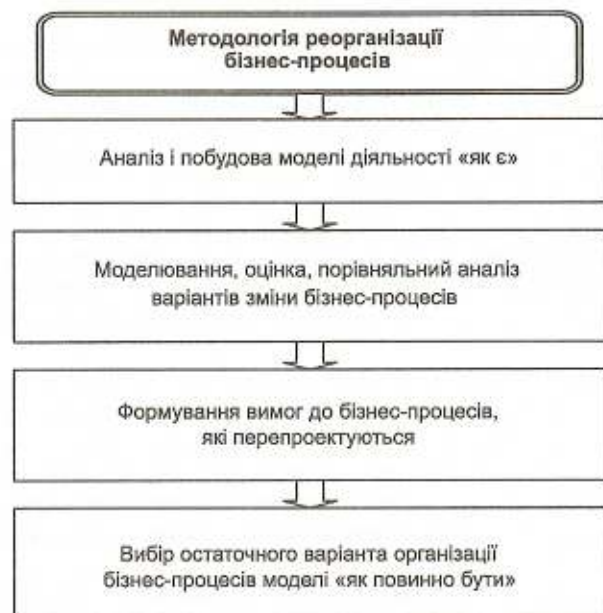 Методологія реорганізації
бізнес-процесів
Аналіз і побудова моделі діяльності «як є»
Моделювання, оцінка, порівняльний аналіз
варіантів зміни бізнес-процесів
Формування вимог до бізнес-процесів,
які перепроектуються
Вибір остаточного варіанта організації
бізнес-процесів моделі «як повинно бути»